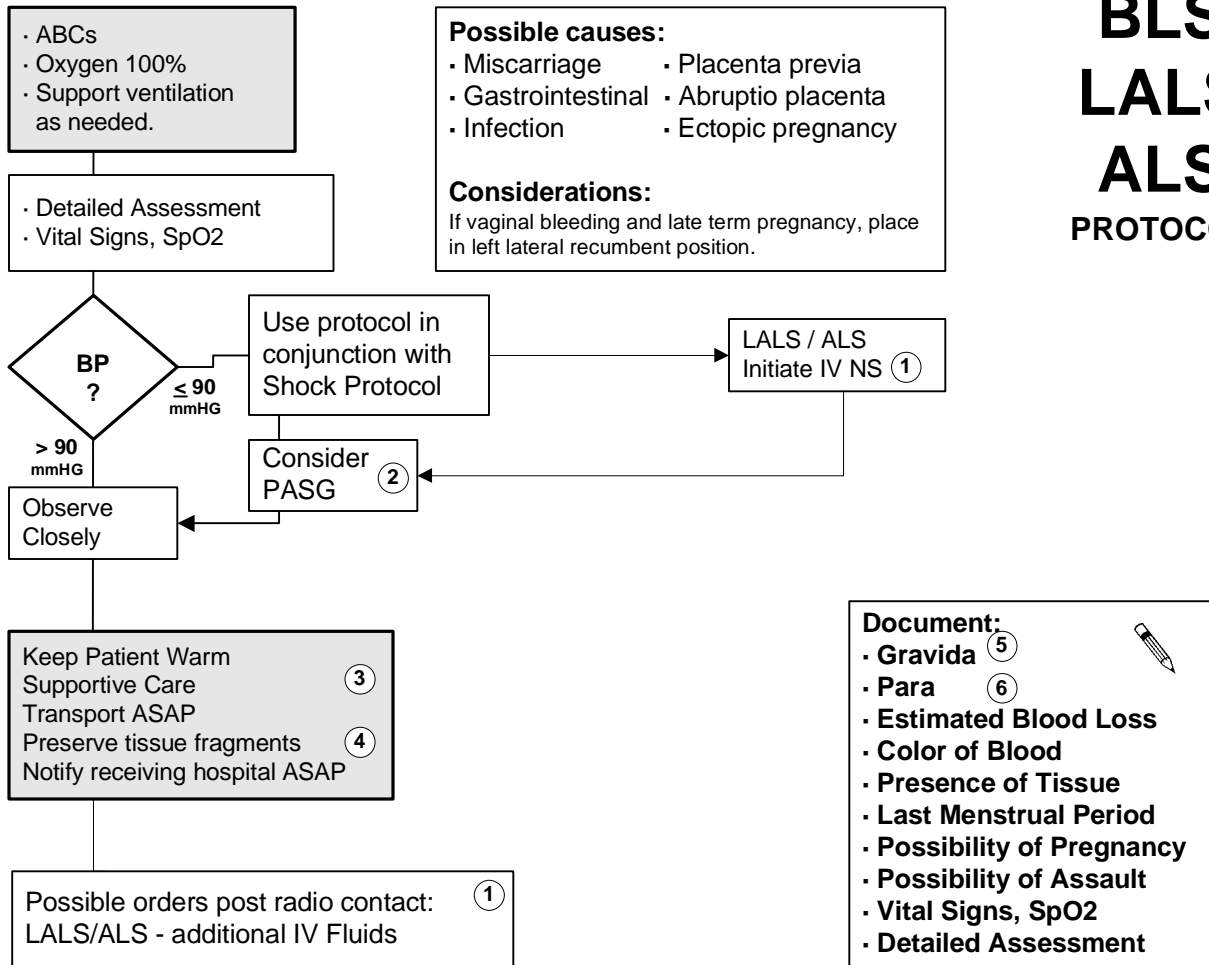 · ABCs
· Oxygen 100%
· Support ventilation
as needed.
Possible causes:
· Miscarriage · Placenta previa
· Gastrointestinal · Abruptio placenta
· Infection · Ectopic pregnancy
Considerations:
If vaginal bleeding and late term pregnancy, place
in left lateral recumbent position.
BLS
LALS
ALS
PROTOCO
· Detailed Assessment
· Vital Signs, SpO2
BP
?
≤ 90
mmHG
> 90
mmHG
Use protocol in
conjunction with
Shock Protocol
LALS / ALS
Initiate IV NS 1
Consider
PASG 2
Observe
Closely
Keep Patient Warm
Supportive Care 3
Transport ASAP
Preserve tissue fragments 4
Notify receiving hospital ASAP
Possible orders post radio contact: 1
LALS/ALS - additional IV Fluids
Document:
· Gravida 5
· Para 6
· Estimated Blood Loss
· Color of Blood
· Presence of Tissue
· Last Menstrual Period
· Possibility of Pregnancy
· Possibility of Assault
· Vital Signs, SpO2
· Detailed Assessment